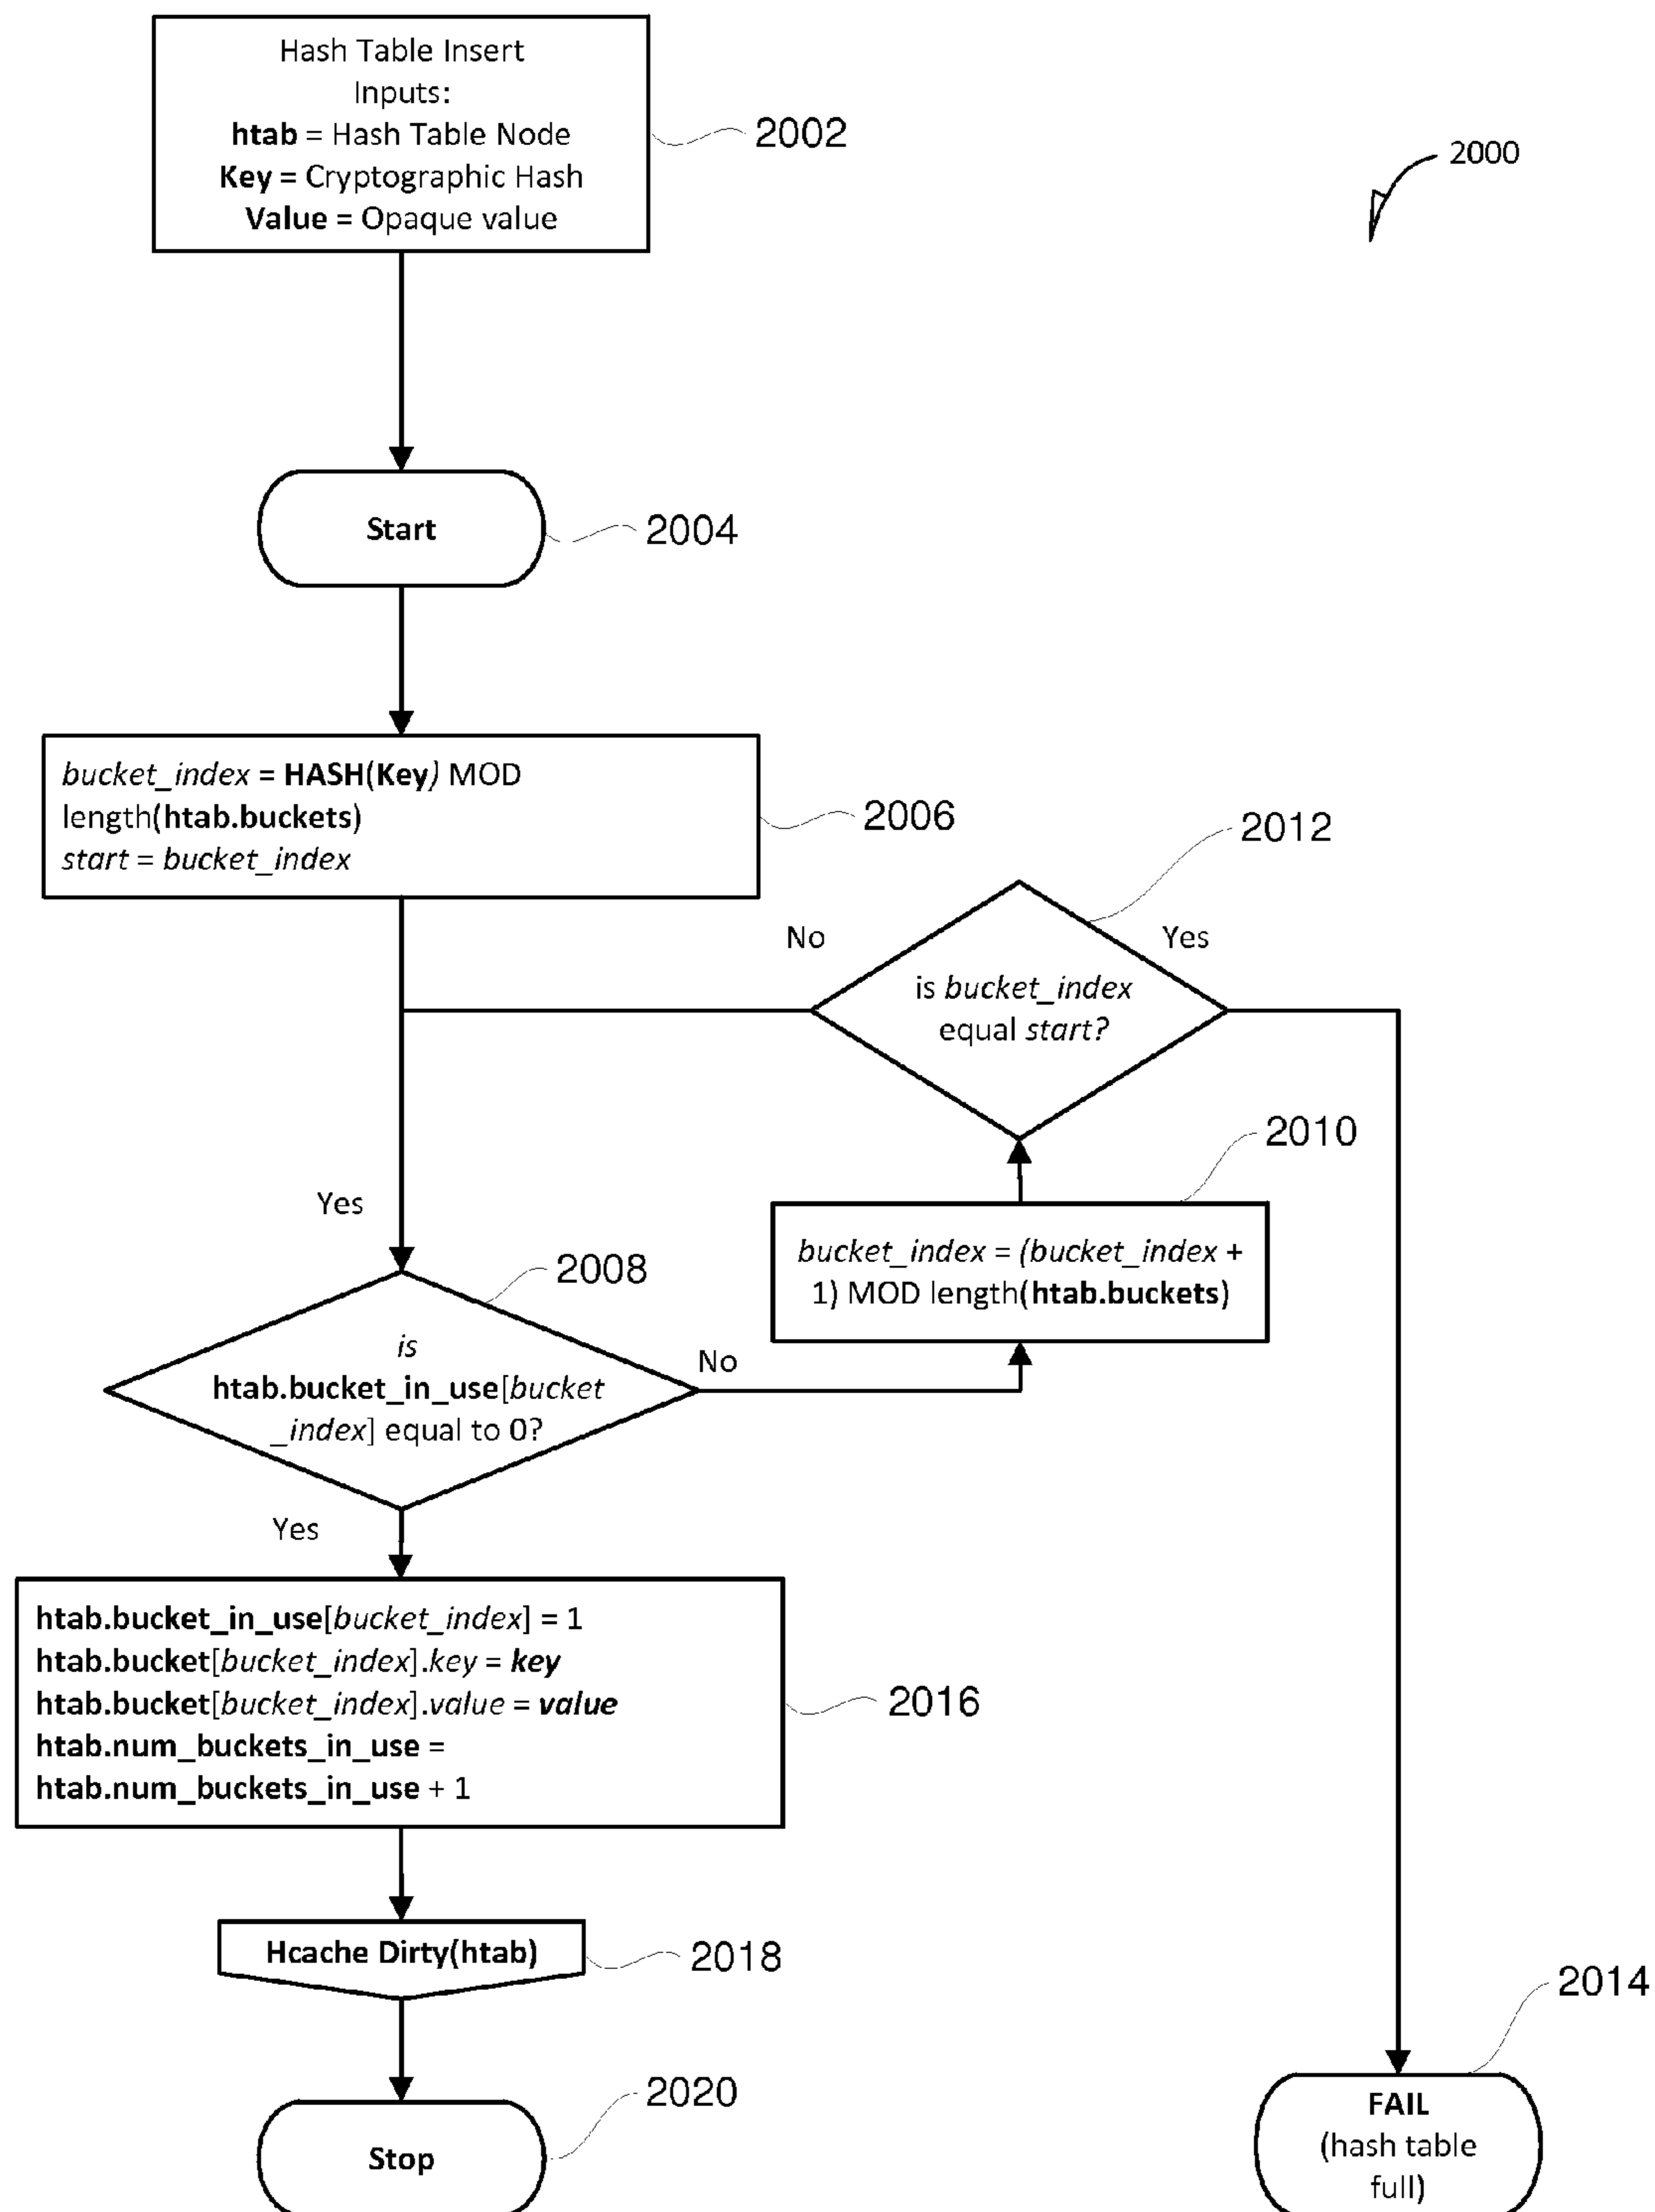 Hash Table Insert
Inputs:
htab = Hash Table Node
Key = Cryptographic Hash
Value = Opaque value
2002
2000
Start
2004
bucket_index = HASH(Key) MOD
length(htab.buckets)
start = bucket_index
2006
2012
No
Yes
is bucket_index
equal start?
2010
bucket_index = (bucket_index +
1) MOD length(htab.buckets)
Yes
2008
is
htab.bucket_in_use[bucket
_index] equal to 0?
No
Yes
htab.bucket_in_use[bucket_index] = 1
htab.bucket[bucket_index].key = key
htab.bucket[bucket_index].value = value
htab.num_buckets_in_use =
htab.num_buckets_in_use + 1
2016
Hcache Dirty(htab)
2018
2014
Stop
2020
FAIL
(hash table
full)